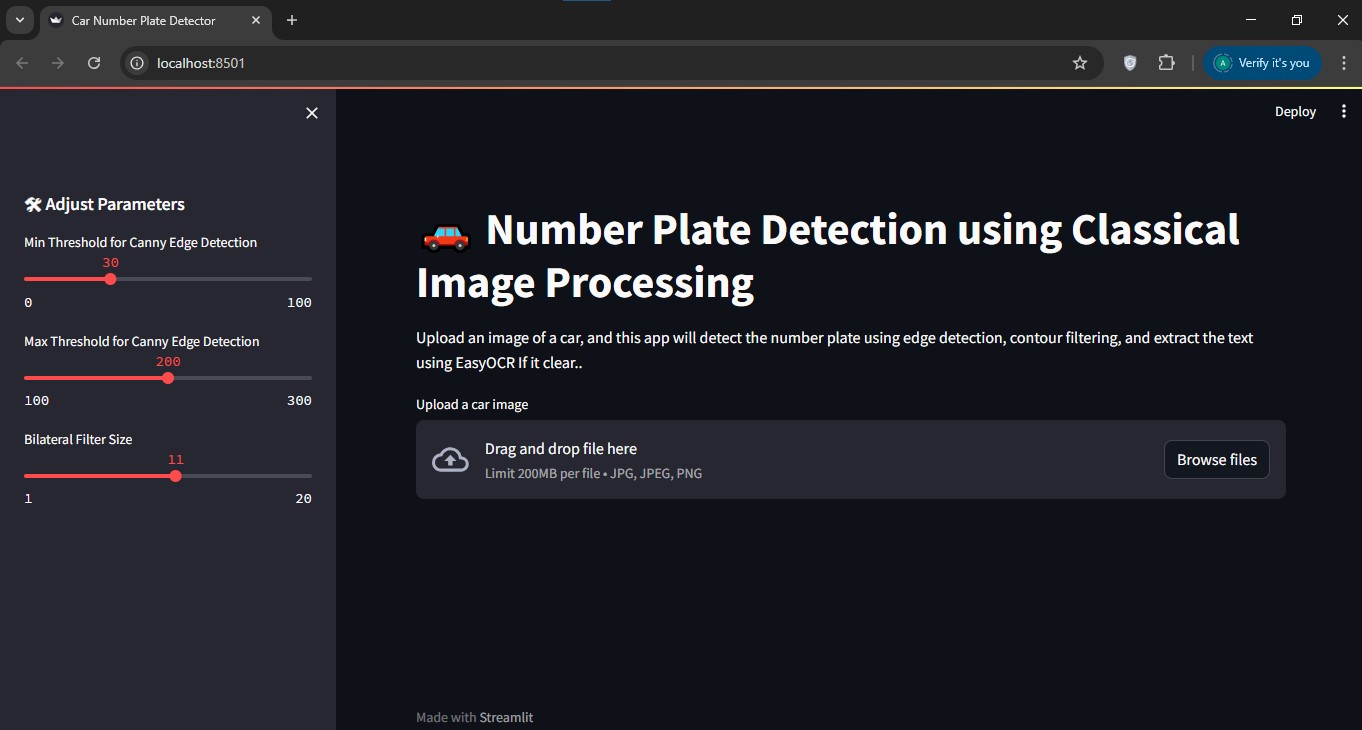 Car Number Plate Detector
localhost:8501
Verify it's you
A
Deploy
🛠 Adjust Parameters
Min Threshold for Canny Edge Detection
30
0 100
Max Threshold for Canny Edge Detection
200
100 300
Bilateral Filter Size
11
1 20
🚗 Number Plate Detection using Classical
Image Processing
Upload an image of a car, and this app will detect the number plate using edge detection, contour filtering, and extract the text
using EasyOCR If it clear..
Upload a car image
Drag and drop file here
Limit 200MB per file • JPG, JPEG, PNG
Browse files
Made with Streamlit